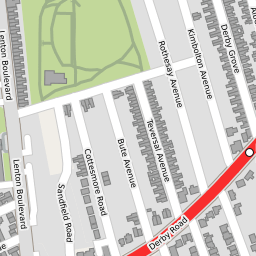 Lenton Boulevard
Rothesay Avenue
Kimbolton Avenue
Derby Grove
Lenton Boulevard
Sandfield Road
Cottesmore Road
Bute Avenue
Teversal Avenue
Derby Road